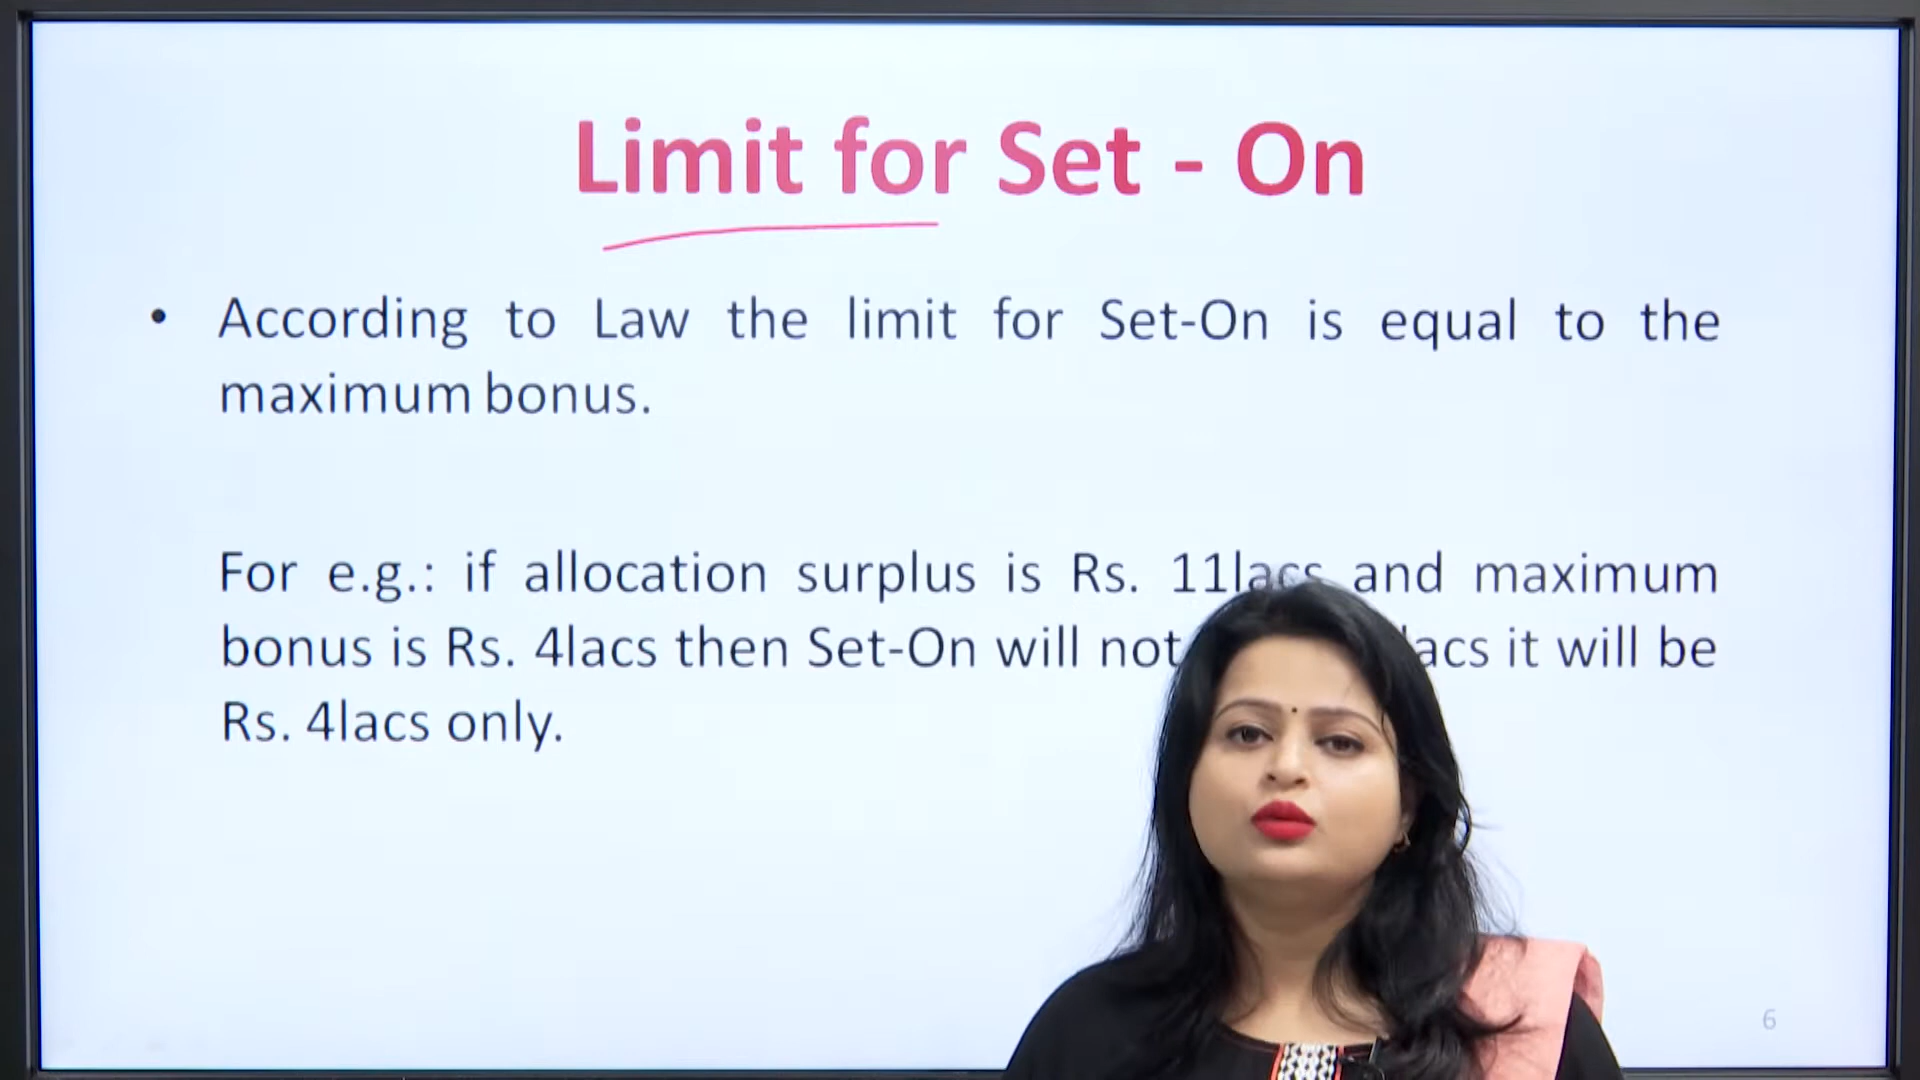 Limit for Set - On
• According to Law the limit for Set-On is equal to the
maximum bonus.
For e.g.: if allocation surplus is Rs. 11lacs and maximum
bonus is Rs. 4lacs then Set-On will not acs it will be
Rs. 4lacs only.
6